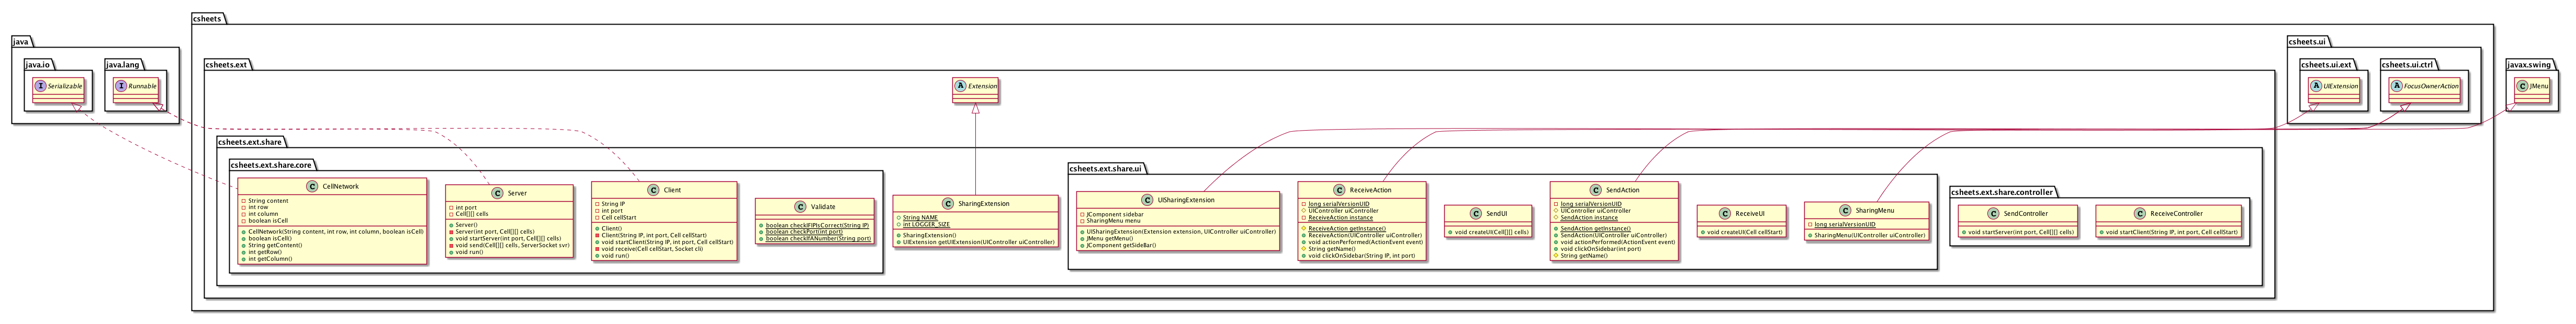 csheets
java
java.io
I Serializable
java.lang
I Runnable
csheets.ext
A Extension
csheets.ui
csheets.ui.ext
A UIExtension
csheets.ui.ctrl
A FocusOwnerAction
javax.swing
C JMenu
csheets.ext.share
csheets.ext.share.core
C CellNetwork
String content
int row
int column
boolean isCell
CellNetwork(String content, int row, int column, boolean isCell)
boolean isCell()
String getContent()
int getRow()
int getColumn()
C Server
int port
Cell[][] cells
Server()
Server(int port, Cell[][] cells)
void startServer(int port, Cell[][] cells)
void send(Cell[][] cells, ServerSocket svr)
void run()
C Client
String IP
int port
Cell cellStart
Client()
Client(String IP, int port, Cell cellStart)
void startClient(String IP, int port, Cell cellStart)
void receive(Cell cellStart, Socket cli)
void run()
C Validate
boolean checkIFIPIsCorrect(String IP)
boolean checkPort(int port)
boolean checkIfANumber(String port)
C SharingExtension
String NAME
int LOGGER_SIZE
SharingExtension()
UIExtension getUIExtension(UIController uiController)
csheets.ext.share.ui
C UISharingExtension
JComponent sidebar
SharingMenu menu
UISharingExtension(Extension extension, UIController uiController)
JMenu getMenu()
JComponent getSideBar()
C ReceiveAction
long serialVersionUID
UIController uiController
ReceiveAction instance
ReceiveAction getInstance()
ReceiveAction(UIController uiController)
void actionPerformed(ActionEvent event)
String getName()
void clickOnSidebar(String IP, int port)
C SendUI
void createUI(Cell[][] cells)
C SendAction
long serialVersionUID
UIController uiController
SendAction instance
SendAction getInstance()
SendAction(UIController uiController)
void actionPerformed(ActionEvent event)
void clickOnSidebar(int port)
String getName()
C ReceiveUI
void createUI(Cell cellStart)
C SharingMenu
long serialVersionUID
SharingMenu(UIController uiController)
csheets.ext.share.controller
C SendController
void startServer(int port, Cell[][] cells)
C ReceiveController
void startClient(String IP, int port, Cell cellStart)